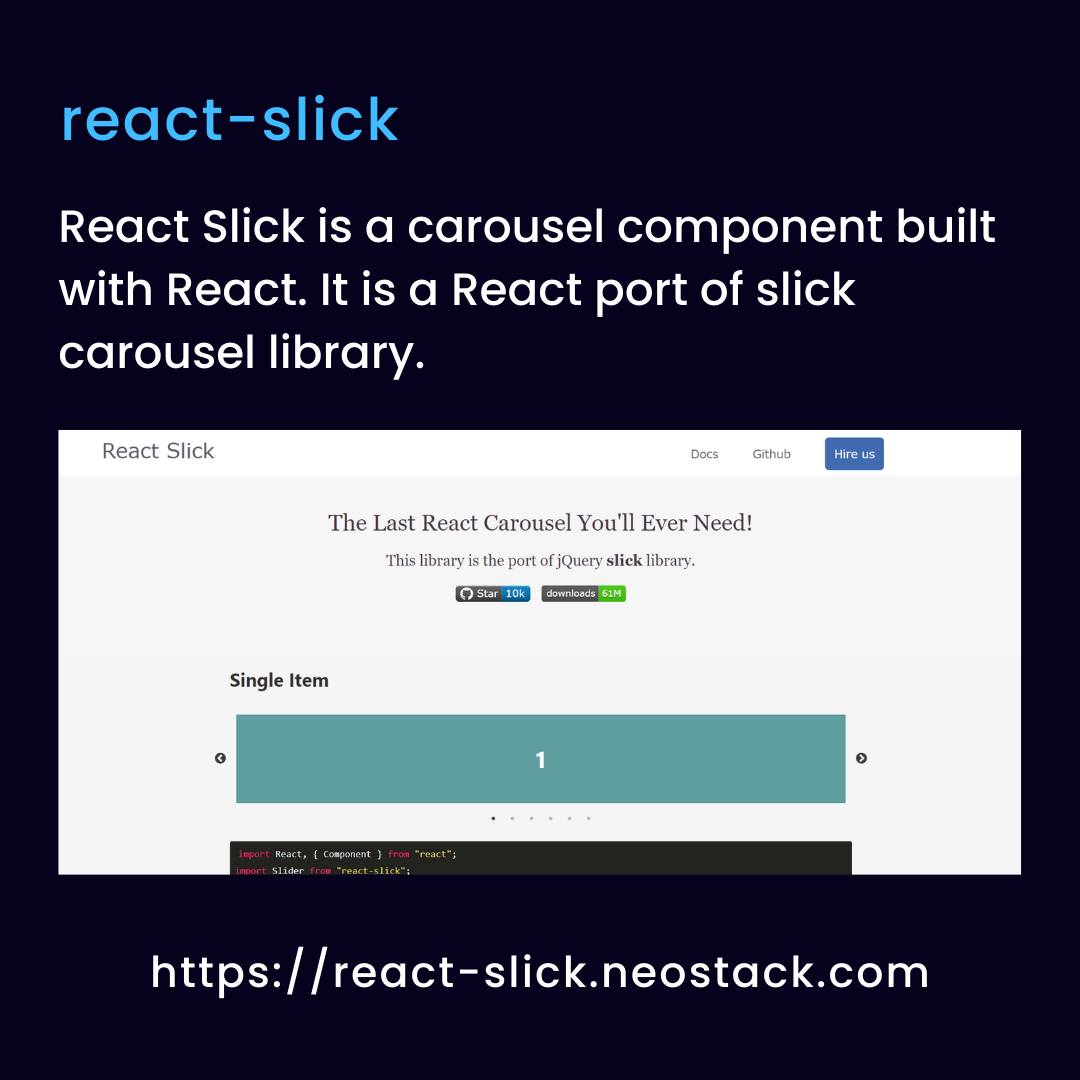 react-slick
React Slick is a carousel component built
with React. It is a React port of slick
carousel library.
React Slick Docs Github Hire us
The Last React Carousel You'll Ever Need!
This library is the port of jQuery slick library.
Star 10k downloads 61M
Single Item
1
import React, { Component } from "react";
import Slider from "react-slick";
https://react-slick.neostack.com